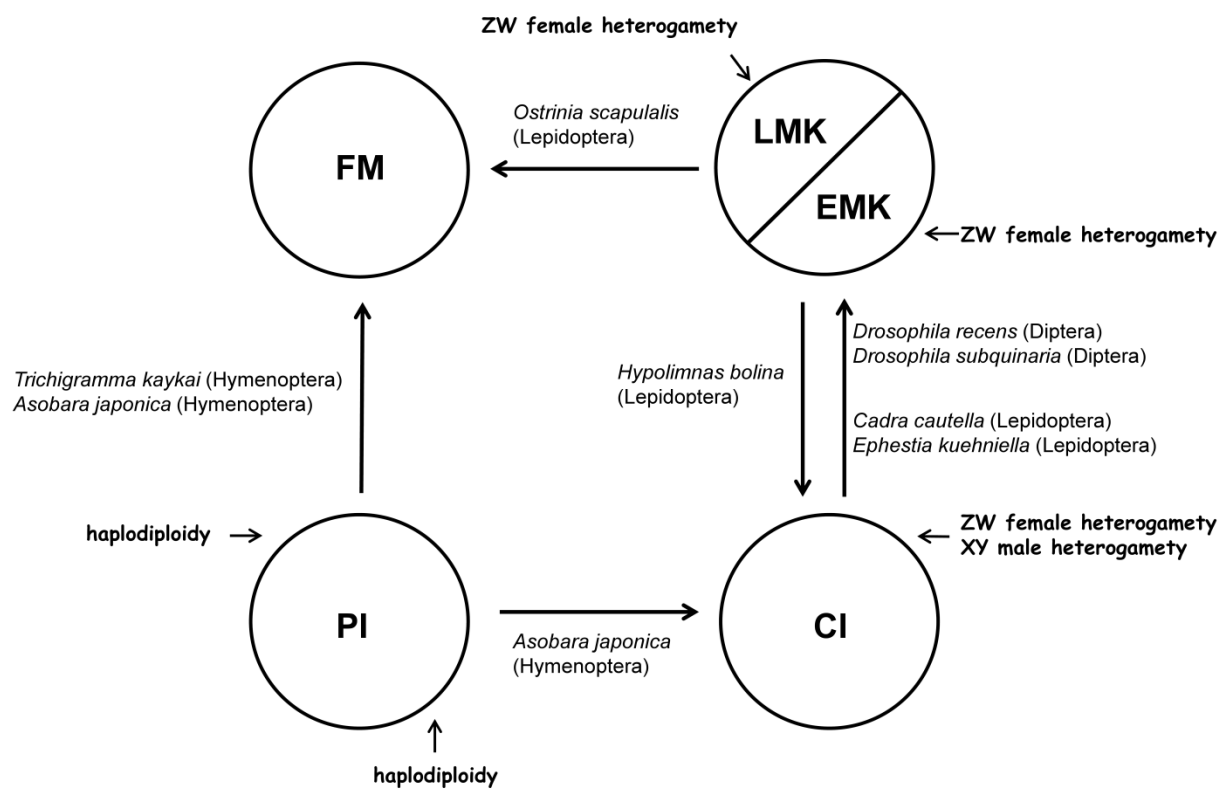 ZW female heterogamety
Ostrinia scapulalis
(Lepidoptera)
LMK
FM
EMK
ZW female heterogamety
Drosophila recens (Diptera)
Drosophila subquinaria (Diptera)
Hypolimnas bolina
(Lepidoptera)
Trichigramma kaykai (Hymenoptera)
Asobara japonica (Hymenoptera)
Cadra cautella (Lepidoptera)
Ephestia kuehniella (Lepidoptera)
haplodiploidy
ZW female heterogamety
XY male heterogamety
PI
CI
Asobara japonica
(Hymenoptera)
haplodiploidy